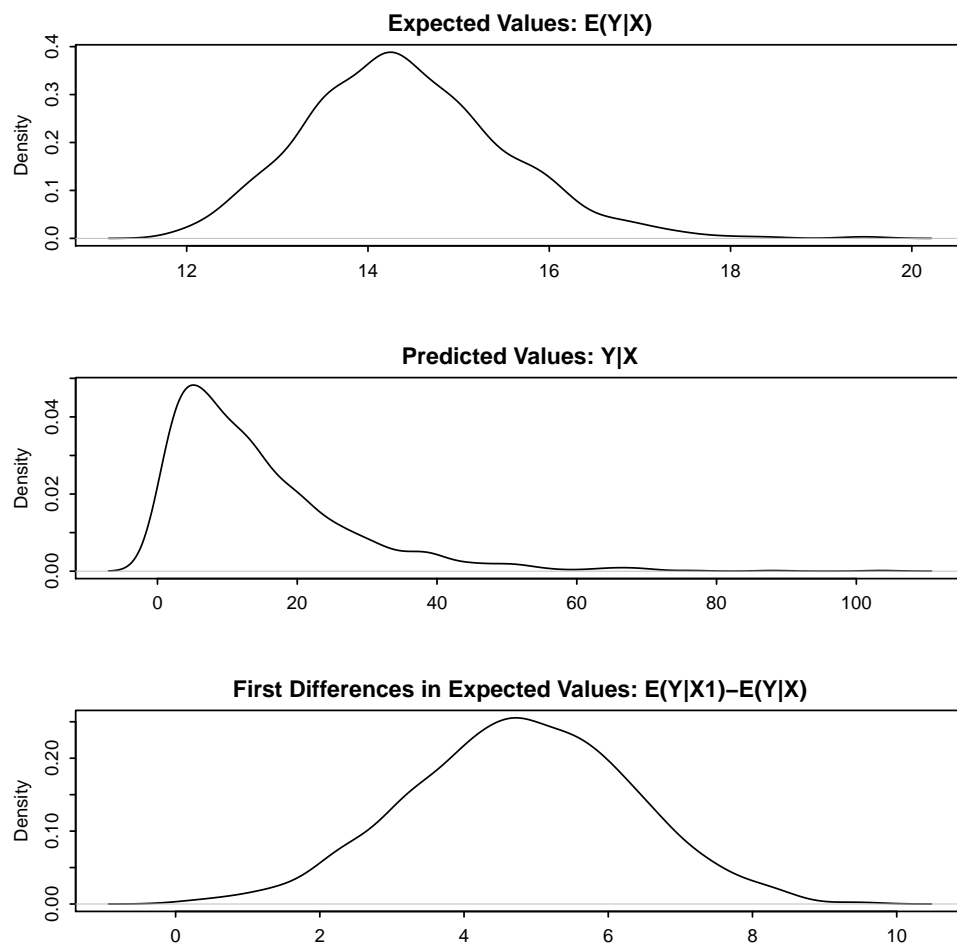 Expected Values: E(Y|X)
Density
0.0 0.1 0.2 0.3 0.4
12 14 16 18 20
Predicted Values: Y|X
Density
0.00 0.02 0.04
0 20 40 60 80 100
First Differences in Expected Values: E(Y|X1)−E(Y|X)
Density
0.00 0.10 0.20
0 2 4 6 8 10